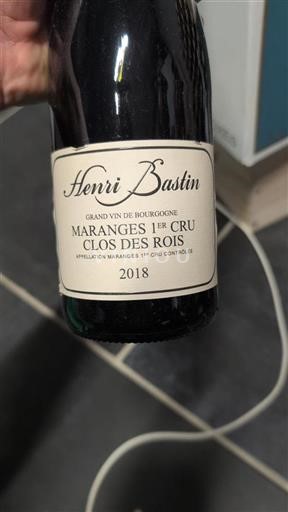 Henri Bastin
GRAND VIN DE BOURGOGNE
MARANGES 1ER CRU
CLOS DES ROIS
APPELLATION MARANGES 1ER CRU CONTRÔLÉE
2018